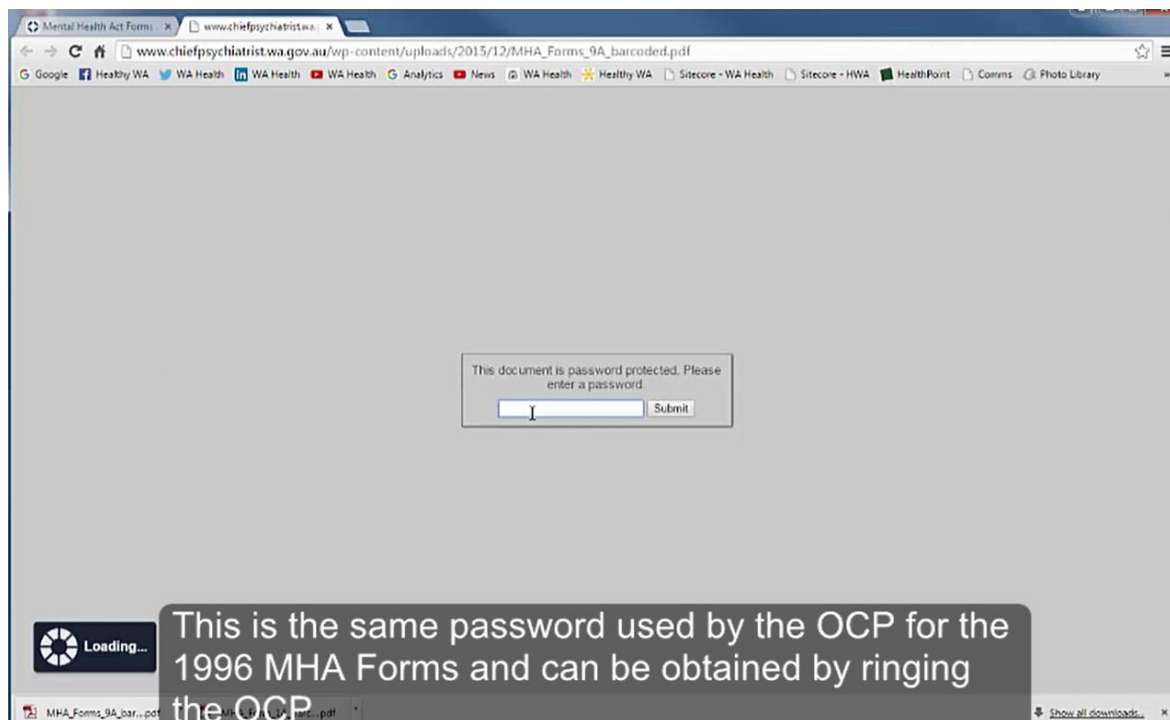 Mental Health Act Forms
www.chiefpsychiatrist.wa.
www.chiefpsychiatrist.wa.gov.au/wp-content/uploads/2015/12/MHA_Forms_9A_barcoded.pdf
Google Healthy WA WA Health WA Health WA Health Analytics News WA Health Healthy WA Sitecore - WA Health Sitecore - HWA HealthPoint Comms Photo Library
This document is password protected. Please
enter a password.
Submit
Loading...
This is the same password used by the OCP for the
1996 MHA Forms and can be obtained by ringing
the OCP
MHA_Forms_9A_bar...pdf
Show all downloads...